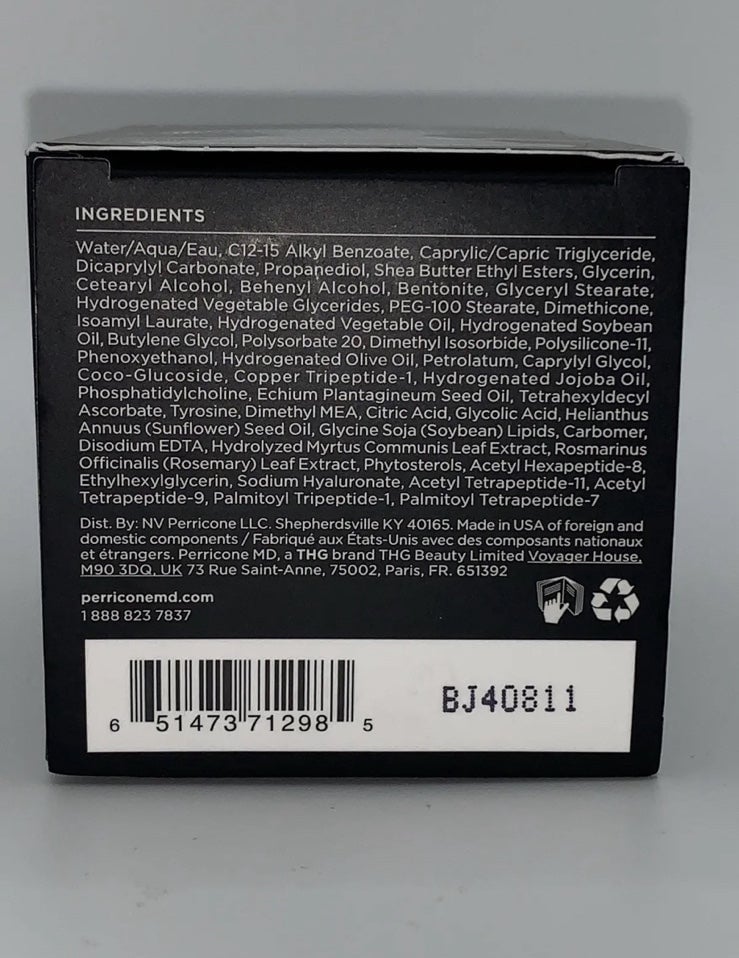 INGREDIENTS
Water/Aqua/Eau, C12-15 Alkyl Benzoate, Caprylic/Capric Triglyceride,
Dicaprylyl Carbonate, Propanediol, Shea Butter Ethyl Esters, Glycerin,
Cetearyl Alcohol, Behenyl Alcohol, Bentonite, Glyceryl Stearate,
Hydrogenated Vegetable Glycerides, PEG-100 Stearate, Dimethicone,
Isoamyl Laurate, Hydrogenated Vegetable Oil, Hydrogenated Soybean
Oil, Butylene Glycol, Polysorbate 20, Dimethyl Isosorbide, Polysilicone-11,
Phenoxyethanol, Hydrogenated Olive Oil, Petrolatum, Caprylyl Glycol,
Coco-Glucoside, Copper Tripeptide-1, Hydrogenated Jojoba Oil,
Phosphatidylcholine, Echium Plantagineum Seed Oil, Tetrahexyldecyl
Ascorbate, Tyrosine, Dimethyl MEA, Citric Acid, Glycolic Acid, Helianthus
Annuus (Sunflower) Seed Oil, Glycine Soja (Soybean) Lipids, Carbomer,
Disodium EDTA, Hydrolyzed Myrtus Communis Leaf Extract, Rosmarinus
Officinalis (Rosemary) Leaf Extract, Phytosterols, Acetyl Hexapeptide-8,
Ethylhexylglycerin, Sodium Hyaluronate, Acetyl Tetrapeptide-11, Acetyl
Tetrapeptide-9, Palmitoyl Tripeptide-1, Palmitoyl Tetrapeptide-7
Dist. By: NV Perricone LLC. Shepherdsville KY 40165. Made in USA of foreign and
domestic components / Fabriqué aux États-Unis avec des composants nationaux
et étrangers. Perricone MD, a THG brand THG Beauty Limited Voyager House,
M90 3DQ, UK 73 Rue Saint-Anne, 75002, Paris, FR. 651392
perriconemd.com
1 888 823 7837
6 51473 71298 5
BJ40811